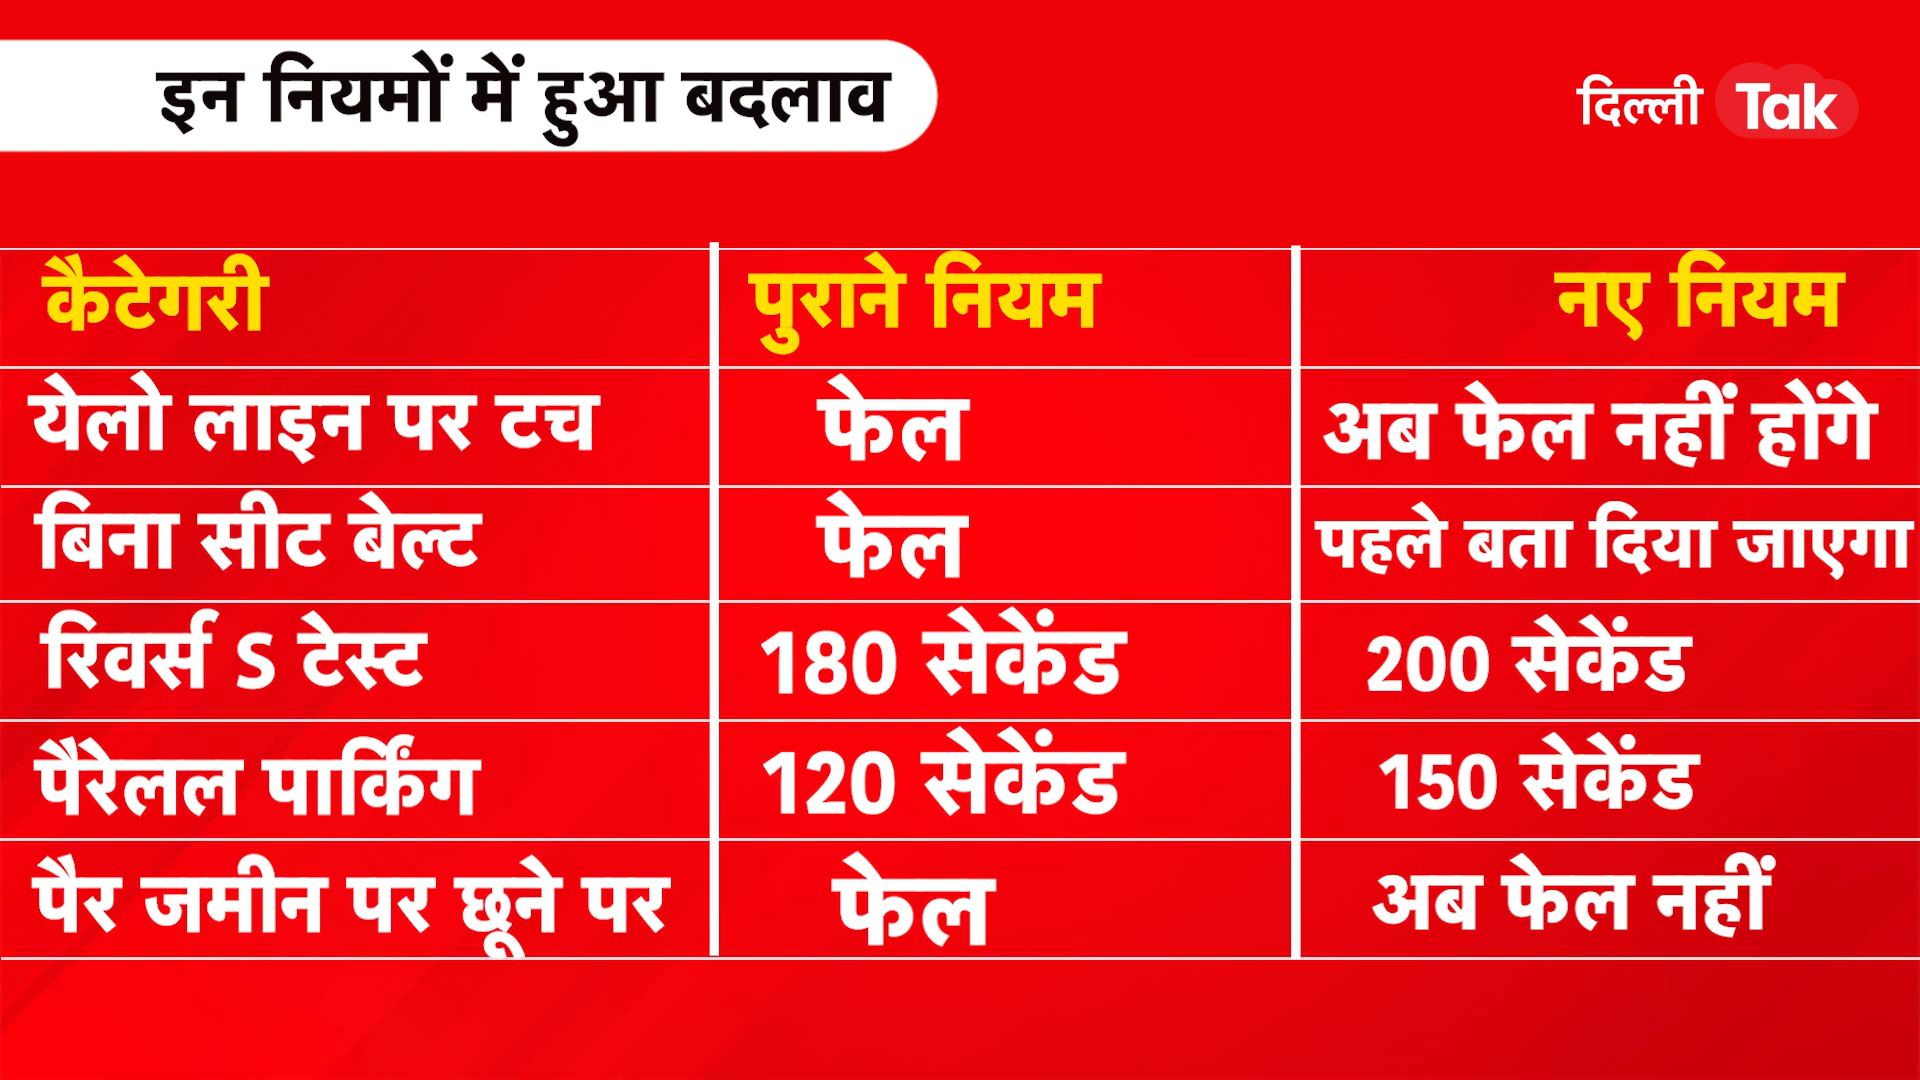 इन नियमों में हुआ बदलाव
दिल्ली Tak
कैटेगरी पुराने नियम नए नियम
येलो लाइन पर टच फेल अब फेल नहीं होंगे
बिना सीट बेल्ट फेल पहले बता दिया जाएगा
रिवर्स S टेस्ट 180 सेकेंड 200 सेकेंड
पैरेलल पार्किंग 120 सेकेंड 150 सेकेंड
पैर जमीन पर छूने पर फेल अब फेल नहीं